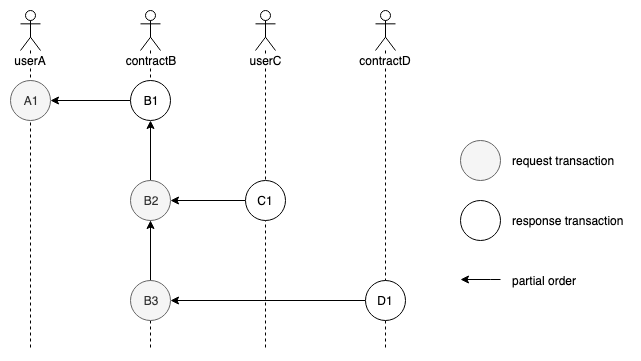 userA contractB userC contractD
A1 B1
request transaction
B2 C1
response transaction
partial order
B3 D1